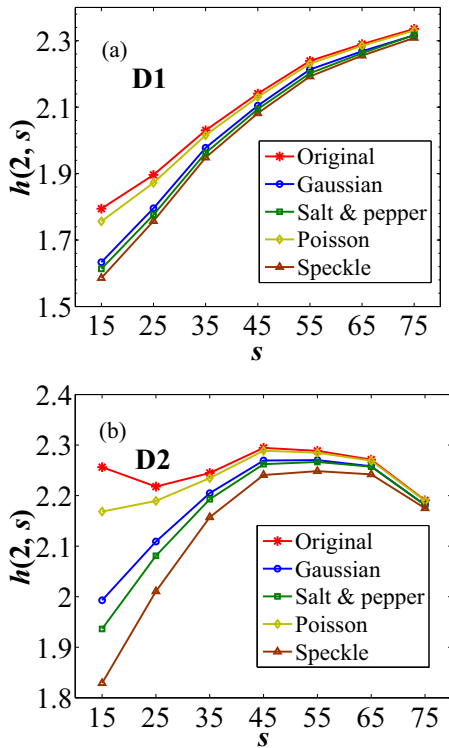 2.3
2.1
1.9
1.7
1.5
h(2, s)
(a)
D1
Original
Gaussian
Salt & pepper
Poisson
Speckle
15 25 35 45 55 65 75
s
2.4
2.3
2.2
2.1
2
1.9
1.8
h(2, s)
(b)
D2
Original
Gaussian
Salt & pepper
Poisson
Speckle
15 25 35 45 55 65 75
s